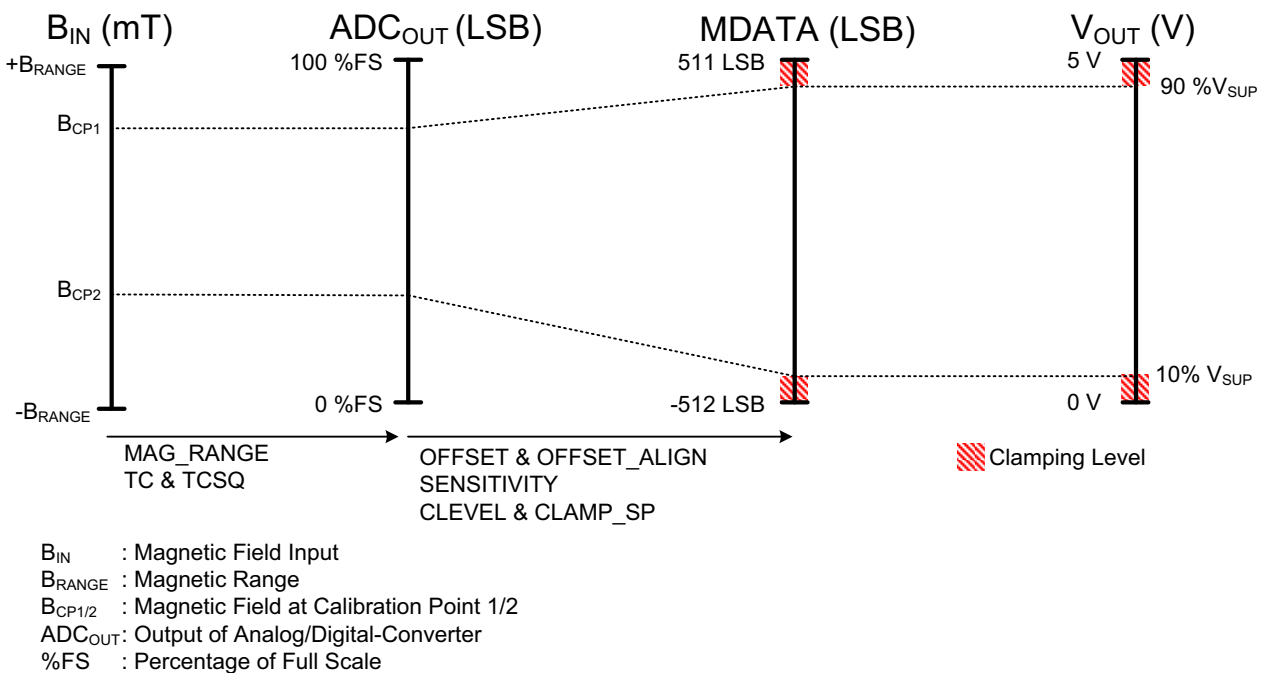 B_IN (mT) ADC_OUT (LSB) MDATA (LSB) V_OUT (V)
+B_RANGE 100 %FS 511 LSB 5 V
90 %V_SUP
B_CP1
B_CP2
10% V_SUP
-B_RANGE 0 %FS -512 LSB 0 V
MAG_RANGE
TC & TCSQ
OFFSET & OFFSET_ALIGN
SENSITIVITY
CLEVEL & CLAMP_SP
Clamping Level
B_IN : Magnetic Field Input
B_RANGE : Magnetic Range
B_CP1/2 : Magnetic Field at Calibration Point 1/2
ADC_OUT: Output of Analog/Digital-Converter
%FS : Percentage of Full Scale